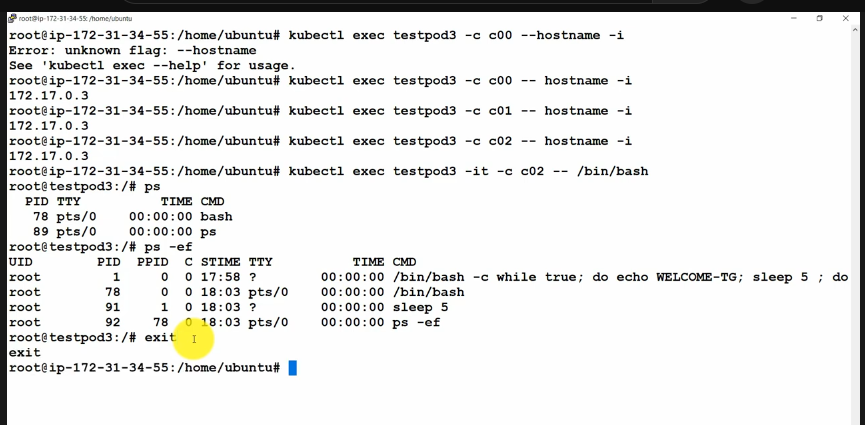 root@ip-172-31-34-55: /home/ubuntu
root@ip-172-31-34-55:/home/ubuntu# kubectl exec testpod3 -c c00 --hostname -i
Error: unknown flag: --hostname
See 'kubectl exec --help' for usage.
root@ip-172-31-34-55:/home/ubuntu# kubectl exec testpod3 -c c00 -- hostname -i
172.17.0.3
root@ip-172-31-34-55:/home/ubuntu# kubectl exec testpod3 -c c01 -- hostname -i
172.17.0.3
root@ip-172-31-34-55:/home/ubuntu# kubectl exec testpod3 -c c02 -- hostname -i
172.17.0.3
root@ip-172-31-34-55:/home/ubuntu# kubectl exec testpod3 -it -c c02 -- /bin/bash
root@testpod3:/# ps
PID TTY TIME CMD
78 pts/0 00:00:00 bash
89 pts/0 00:00:00 ps
root@testpod3:/# ps -ef
UID PID PPID C STIME TTY TIME CMD
root 1 0 0 17:58 ? 00:00:00 /bin/bash -c while true; do echo WELCOME-TG; sleep 5 ; do
root 78 0 0 18:03 pts/0 00:00:00 /bin/bash
root 91 1 0 18:03 ? 00:00:00 sleep 5
root 92 78 0 18:03 pts/0 00:00:00 ps -ef
root@testpod3:/# exit
exit
root@ip-172-31-34-55:/home/ubuntu#